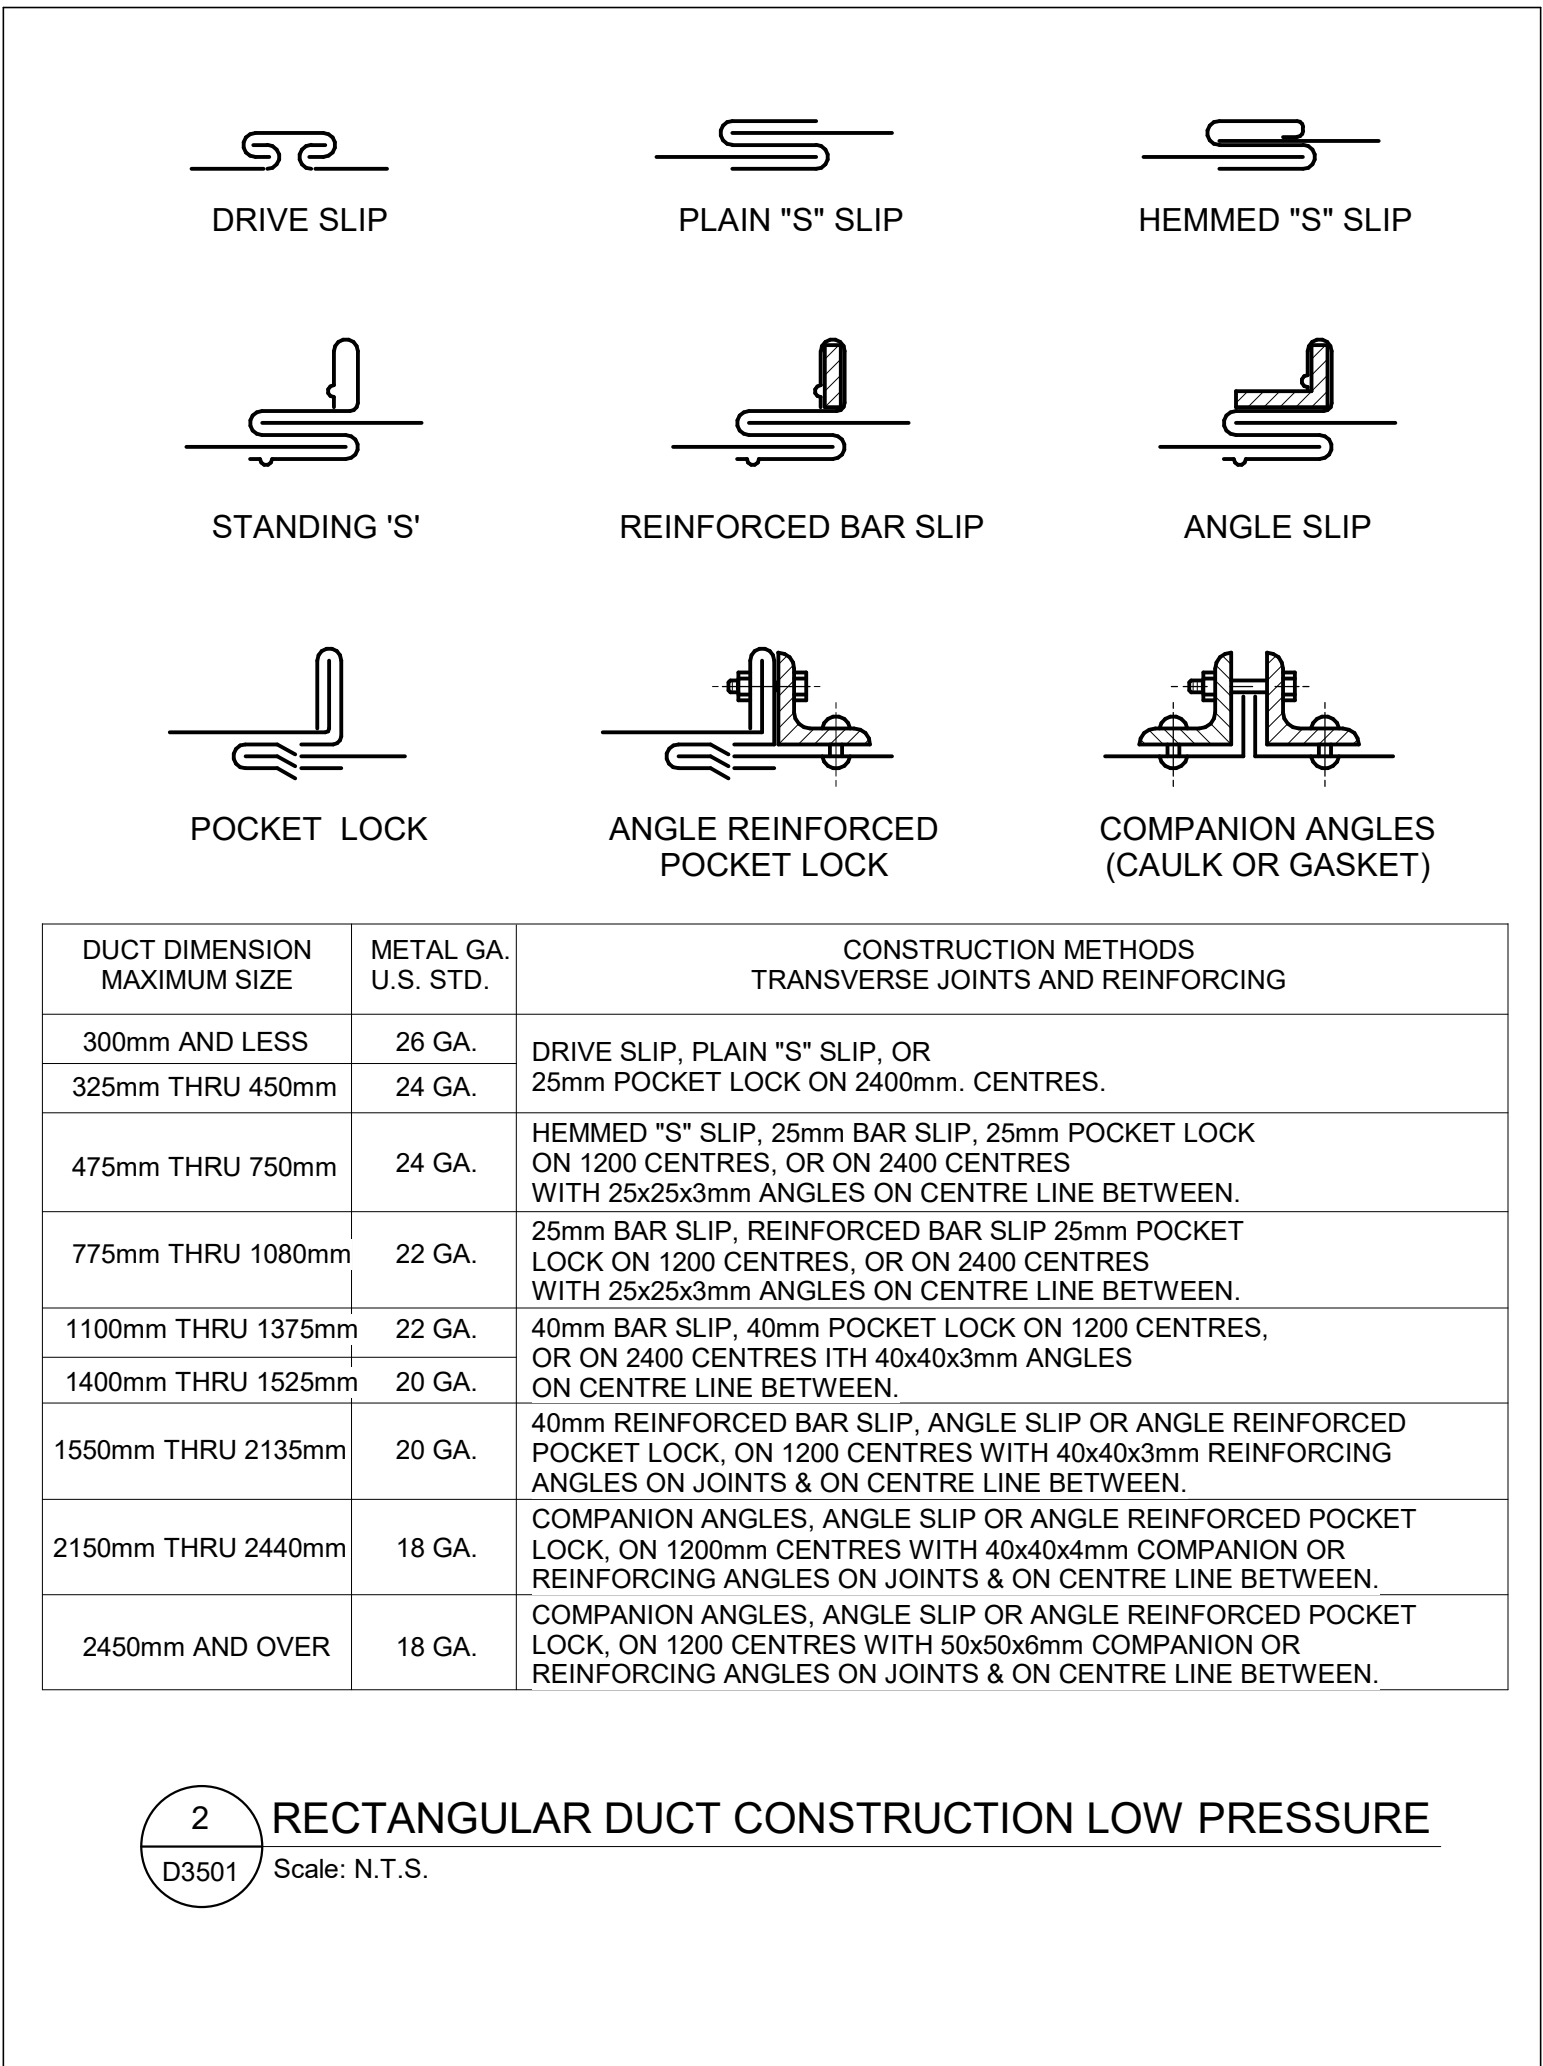 DRIVE SLIP
PLAIN "S" SLIP
HEMMED "S" SLIP
STANDING 'S'
REINFORCED BAR SLIP
ANGLE SLIP
POCKET LOCK
ANGLE REINFORCED
POCKET LOCK
COMPANION ANGLES
(CAULK OR GASKET)
DUCT DIMENSION
MAXIMUM SIZE
METAL GA.
U.S. STD.
CONSTRUCTION METHODS
TRANSVERSE JOINTS AND REINFORCING
300mm AND LESS
26 GA.
325mm THRU 450mm
24 GA.
DRIVE SLIP, PLAIN "S" SLIP, OR
25mm POCKET LOCK ON 2400mm. CENTRES.
475mm THRU 750mm
24 GA.
HEMMED "S" SLIP, 25mm BAR SLIP, 25mm POCKET LOCK
ON 1200 CENTRES, OR ON 2400 CENTRES
WITH 25x25x3mm ANGLES ON CENTRE LINE BETWEEN.
775mm THRU 1080mm
22 GA.
25mm BAR SLIP, REINFORCED BAR SLIP 25mm POCKET
LOCK ON 1200 CENTRES, OR ON 2400 CENTRES
WITH 25x25x3mm ANGLES ON CENTRE LINE BETWEEN.
1100mm THRU 1375mm
22 GA.
1400mm THRU 1525mm
20 GA.
40mm BAR SLIP, 40mm POCKET LOCK ON 1200 CENTRES,
OR ON 2400 CENTRES ITH 40x40x3mm ANGLES
ON CENTRE LINE BETWEEN.
1550mm THRU 2135mm
20 GA.
40mm REINFORCED BAR SLIP, ANGLE SLIP OR ANGLE REINFORCED
POCKET LOCK, ON 1200 CENTRES WITH 40x40x3mm REINFORCING
ANGLES ON JOINTS & ON CENTRE LINE BETWEEN.
2150mm THRU 2440mm
18 GA.
COMPANION ANGLES, ANGLE SLIP OR ANGLE REINFORCED POCKET
LOCK, ON 1200mm CENTRES WITH 40x40x4mm COMPANION OR
REINFORCING ANGLES ON JOINTS & ON CENTRE LINE BETWEEN.
2450mm AND OVER
18 GA.
COMPANION ANGLES, ANGLE SLIP OR ANGLE REINFORCED POCKET
LOCK, ON 1200 CENTRES WITH 50x50x6mm COMPANION OR
REINFORCING ANGLES ON JOINTS & ON CENTRE LINE BETWEEN.
2
D3501
RECTANGULAR DUCT CONSTRUCTION LOW PRESSURE
Scale: N.T.S.